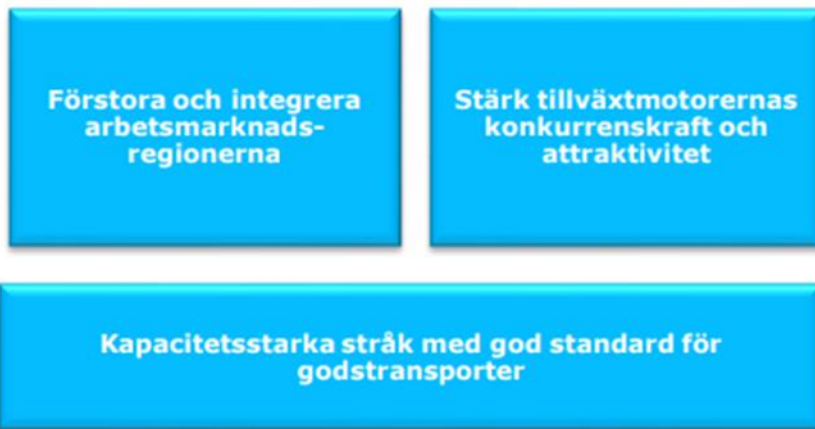 Förstora och integrera
arbetsmarknads-
regionerna
Stärk tillväxtmotorernas
konkurrenskraft och
attraktivitet
Kapacitetsstarka stråk med god standard för
godstransporter